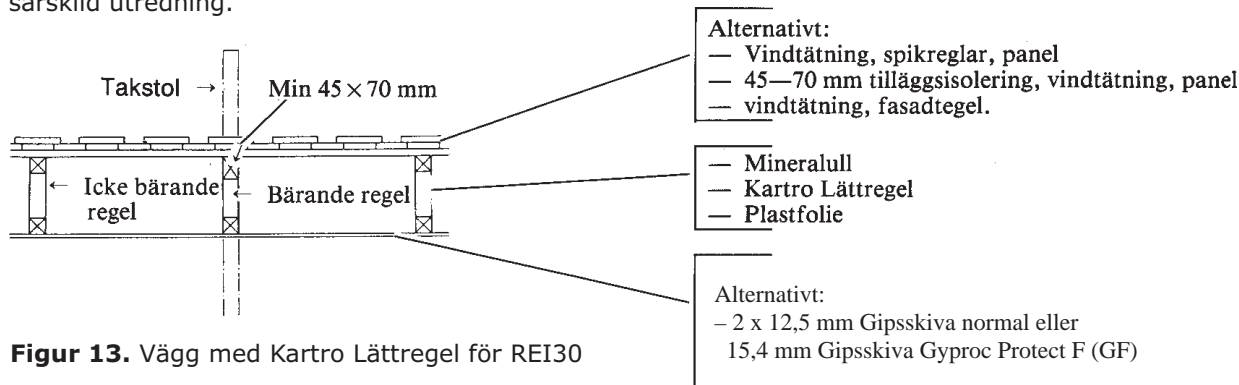 särskild utredning.
Alternativt:
— Vindtätning, spikreglar, panel
— 45—70 mm tilläggsisolering, vindtätning, panel
— vindtätning, fasadtegel.
Takstol
Min 45 × 70 mm
← Icke bärande
regel
← Bärande regel
— Mineralull
— Kartro Lättregel
— Plastfolie
Alternativt:
– 2 x 12,5 mm Gipsskiva normal eller
15,4 mm Gipsskiva Gyproc Protect F (GF)
Figur 13. Vägg med Kartro Lättregel för REI30